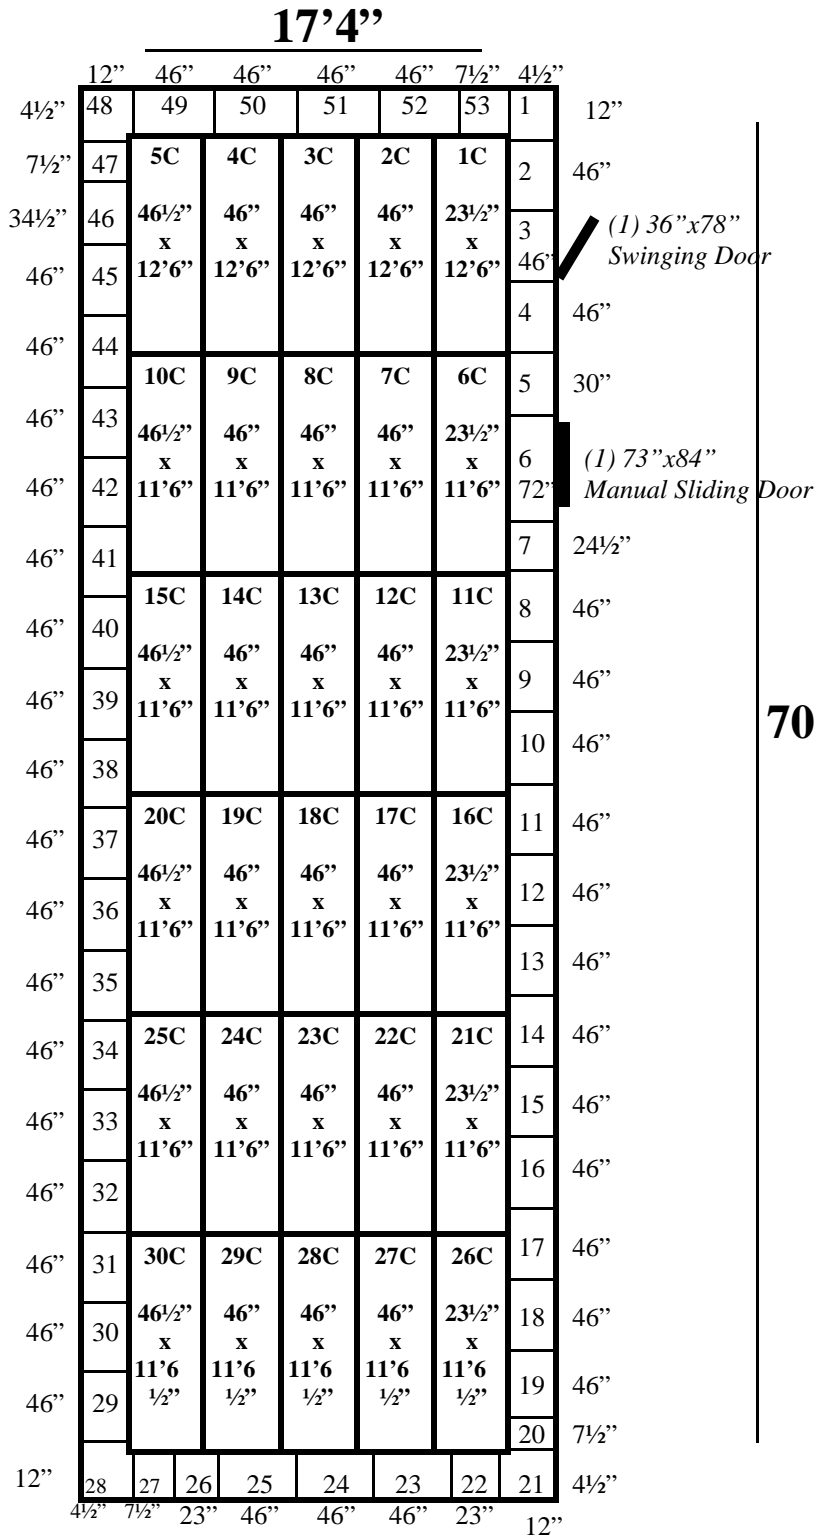 17’4”
12” 46” 46” 46” 46” 7½” 4½”
4½” 48 49 50 51 52 53 1 12”
7½” 47 5C 4C 3C 2C 1C 2 46”
34½” 46 46½” 46” 46” 46” 23½” 3 (1) 36”x78”
x x x x x
46” 45 12’6” 12’6” 12’6” 12’6” 12’6” 46” Swinging Door
4 46”
46” 44
10C 9C 8C 7C 6C 5 30”
46” 43 46½” 46” 46” 46” 23½”
x x x x x 6 (1) 73”x84”
46” 42 11’6” 11’6” 11’6” 11’6” 11’6” 72” Manual Sliding Door
46” 41 7 24½”
15C 14C 13C 12C 11C 8 46”
46” 40
46½” 46” 46” 46” 23½”
x x x x x 9 46”
46” 39 11’6” 11’6” 11’6” 11’6” 11’6” 70
10 46”
46” 38
20C 19C 18C 17C 16C 11 46”
46” 37
46½” 46” 46” 46” 23½”
x x x x x 12 46”
46” 36 11’6” 11’6” 11’6” 11’6” 11’6”
13 46”
46” 35
25C 24C 23C 22C 21C 14 46”
46” 34
46½” 46” 46” 46” 23½” 15 46”
46” 33 x x x x x
11’6” 11’6” 11’6” 11’6” 11’6”
16 46”
46” 32
30C 29C 28C 27C 26C 17 46”
46” 31
46½” 46” 46” 46” 23½” 18 46”
46” 30 x x x x x
11’6 11’6 11’6 11’6 11’6
½” ½” ½” ½” ½” 19 46”
46” 29
20 7½”
12” 28 27 26 25 24 23 22 21 4½”
4½” 7½” 23” 46” 46” 46” 23” 12”